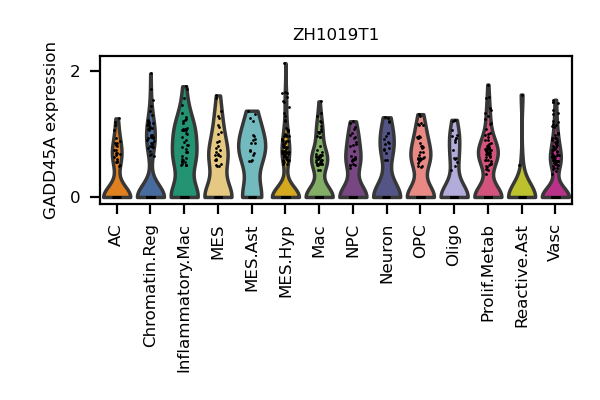 ZH1019T1
GADD45A expression
2
0
AC
Chromatin.Reg
Inflammatory.Mac
MES
MES.Ast
MES.Hyp
Mac
NPC
Neuron
OPC
Oligo
Prolif.Metab
Reactive.Ast
Vasc